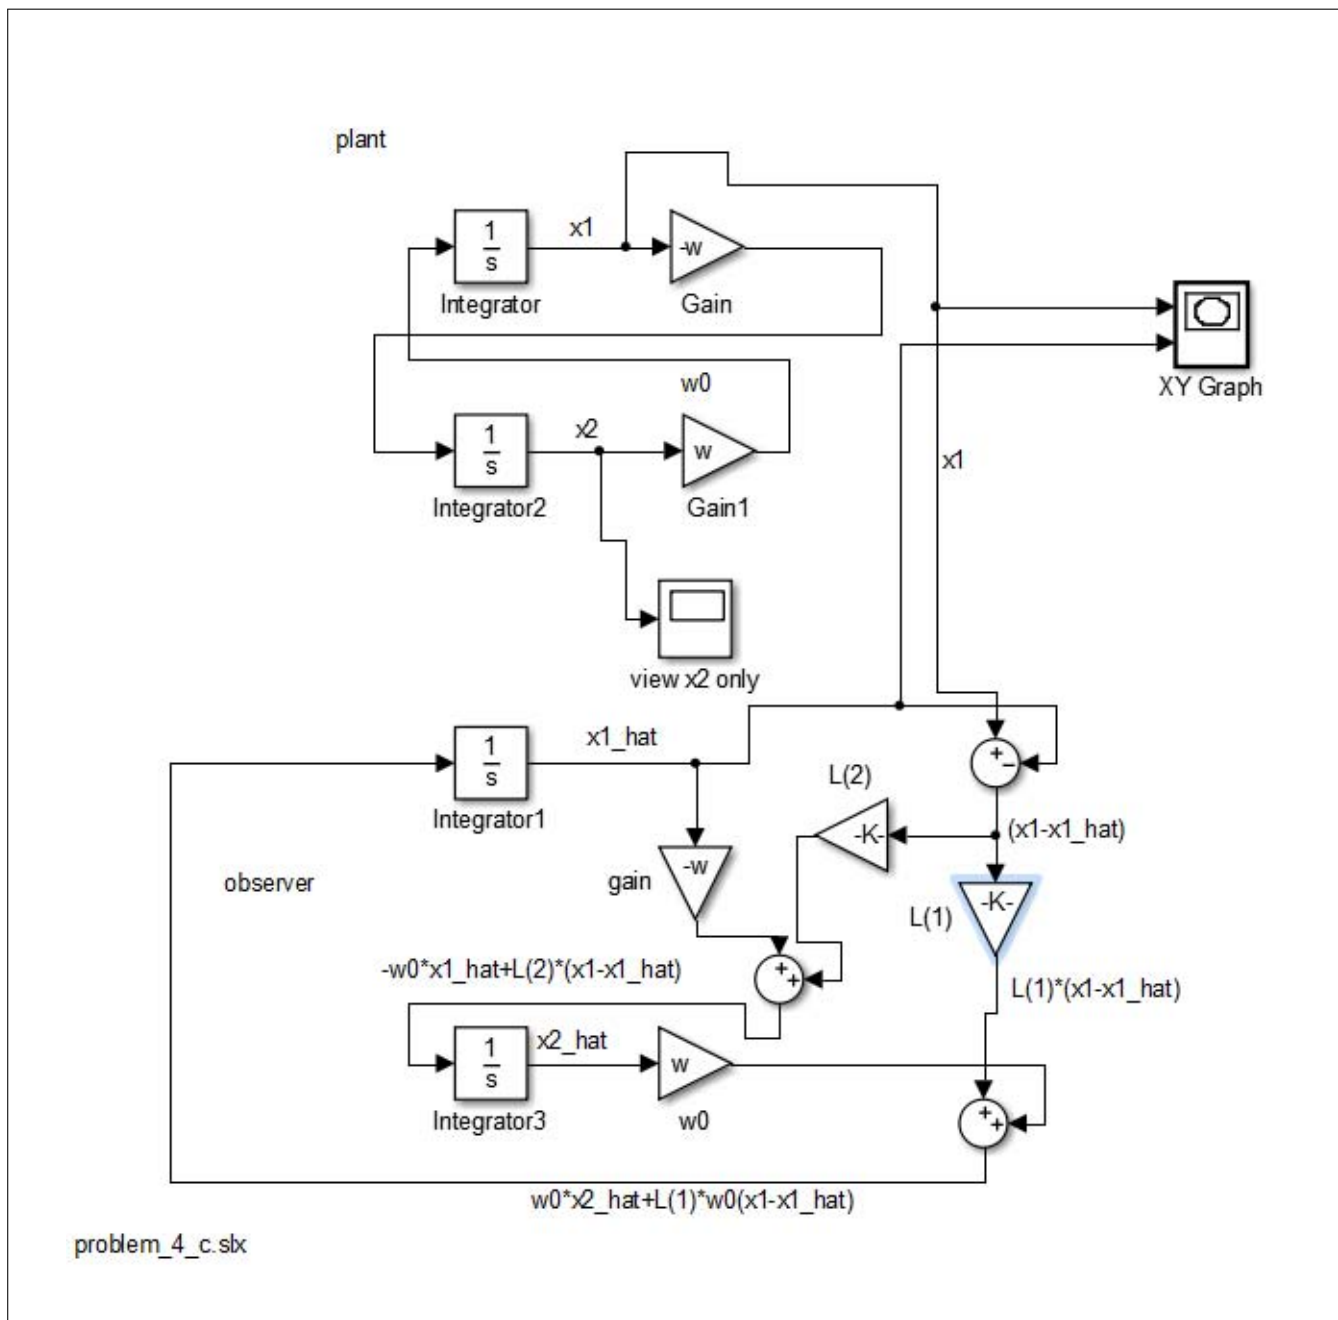 plant
x1
1
s
-w
Integrator
Gain
XY Graph
w0
x2
1
s
w
Integrator2
Gain1
x1
view x2 only
x1_hat
1
s
Integrator1
+
−
L(2)
-K-
(x1-x1_hat)
-w
gain
observer
-K-
L(1)
+
+
-w0*x1_hat+L(2)*(x1-x1_hat)
L(1)*(x1-x1_hat)
x2_hat
1
s
w
Integrator3
w0
+
+
w0*x2_hat+L(1)*w0(x1-x1_hat)
problem_4_c.slx